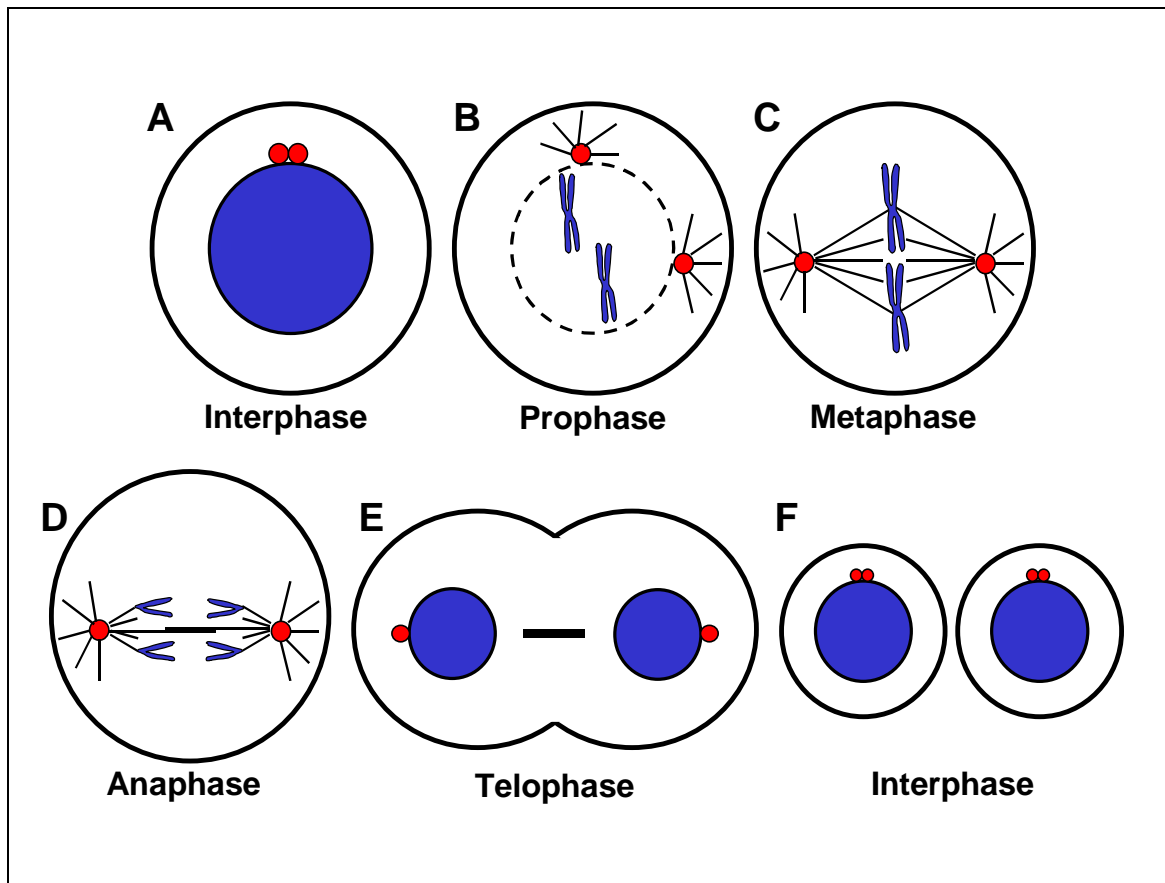 A
B
C
Interphase
Prophase
Metaphase
D
E
F
Anaphase
Telophase
Interphase